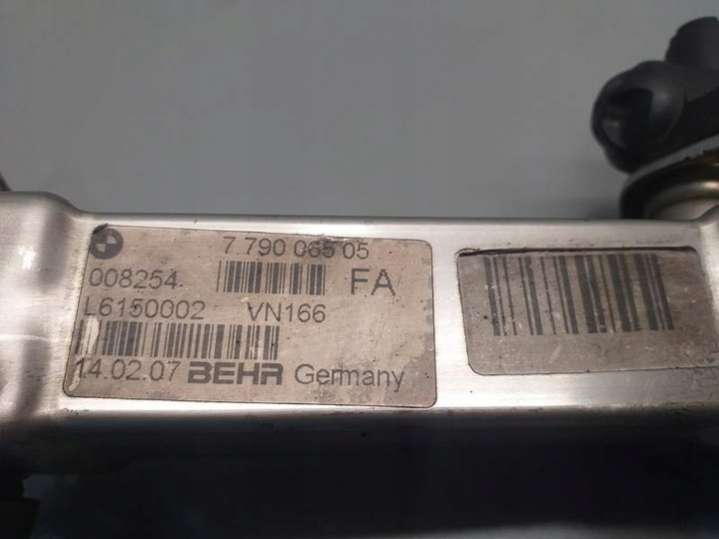 7 790 065 05
008254 FA
L6150002 VN166
14.02.07 BEHR Germany